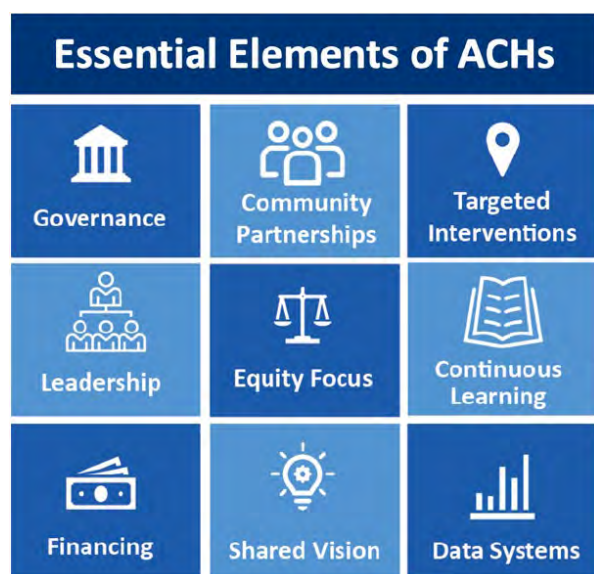 Essential Elements of ACHs
Governance
Community
Partnerships
Targeted
Interventions
Leadership
Equity Focus
Continuous
Learning
Financing
Shared Vision
Data Systems